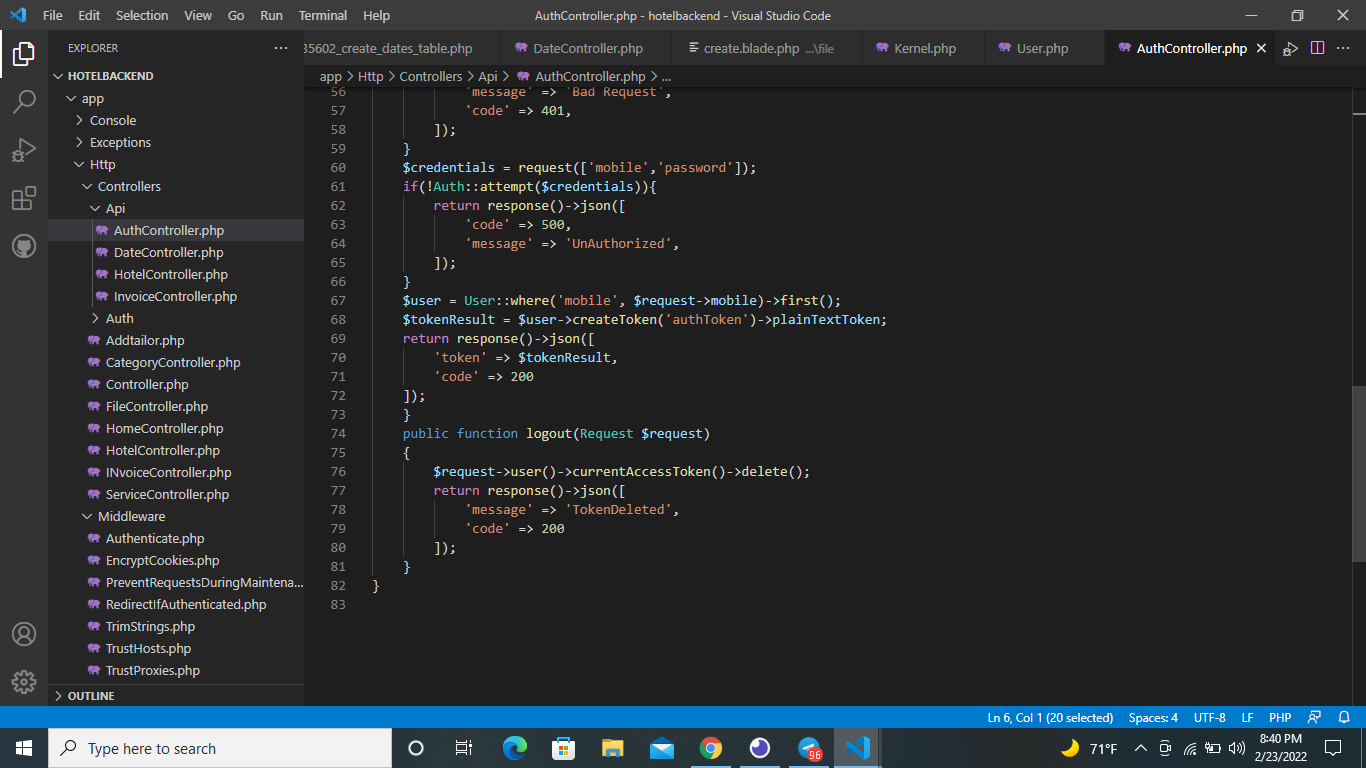 File Edit Selection View Go Run Terminal Help AuthController.php - hotelbackend - Visual Studio Code
EXPLORER
HOTELBACKEND
app
Console
Exceptions
Http
Controllers
Api
AuthController.php
DateController.php
HotelController.php
InvoiceController.php
Auth
Addtailor.php
CategoryController.php
Controller.php
FileController.php
HomeController.php
HotelController.php
INvoiceController.php
ServiceController.php
Middleware
Authenticate.php
EncryptCookies.php
PreventRequestsDuringMaintena...
RedirectIfAuthenticated.php
TrimStrings.php
TrustHosts.php
TrustProxies.php
OUTLINE
35602_create_dates_table.php DateController.php create.blade.php ...\file Kernel.php User.php AuthController.php
app > Http > Controllers > Api > AuthController.php > ...
56 'message' => 'Bad Request',
57 'code' => 401,
58 ]);
59 }
60 $credentials = request(['mobile','password']);
61 if(!Auth::attempt($credentials)){
62 return response()->json([
63 'code' => 500,
64 'message' => 'UnAuthorized',
65 ]);
66 }
67 $user = User::where('mobile', $request->mobile)->first();
68 $tokenResult = $user->createToken('authToken')->plainTextToken;
69 return response()->json([
70 'token' => $tokenResult,
71 'code' => 200
72 ]);
73 }
74 public function logout(Request $request)
75 {
76 $request->user()->currentAccessToken()->delete();
77 return response()->json([
78 'message' => 'TokenDeleted',
79 'code' => 200
80 ]);
81 }
82 }
83
Ln 6, Col 1 (20 selected) Spaces: 4 UTF-8 LF PHP
Type here to search
96
71°F
8:40 PM
2/23/2022